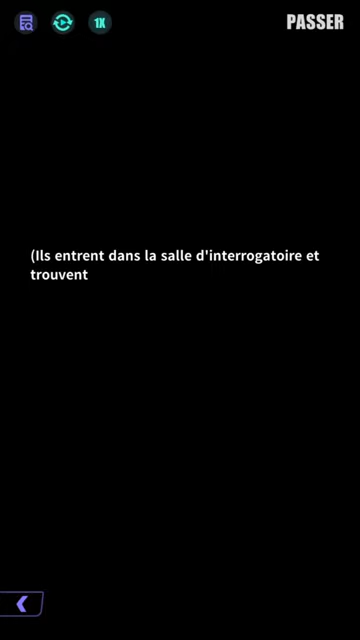 1X
PASSER
(Ils entrent dans la salle d'interrogatoire et
trouvent